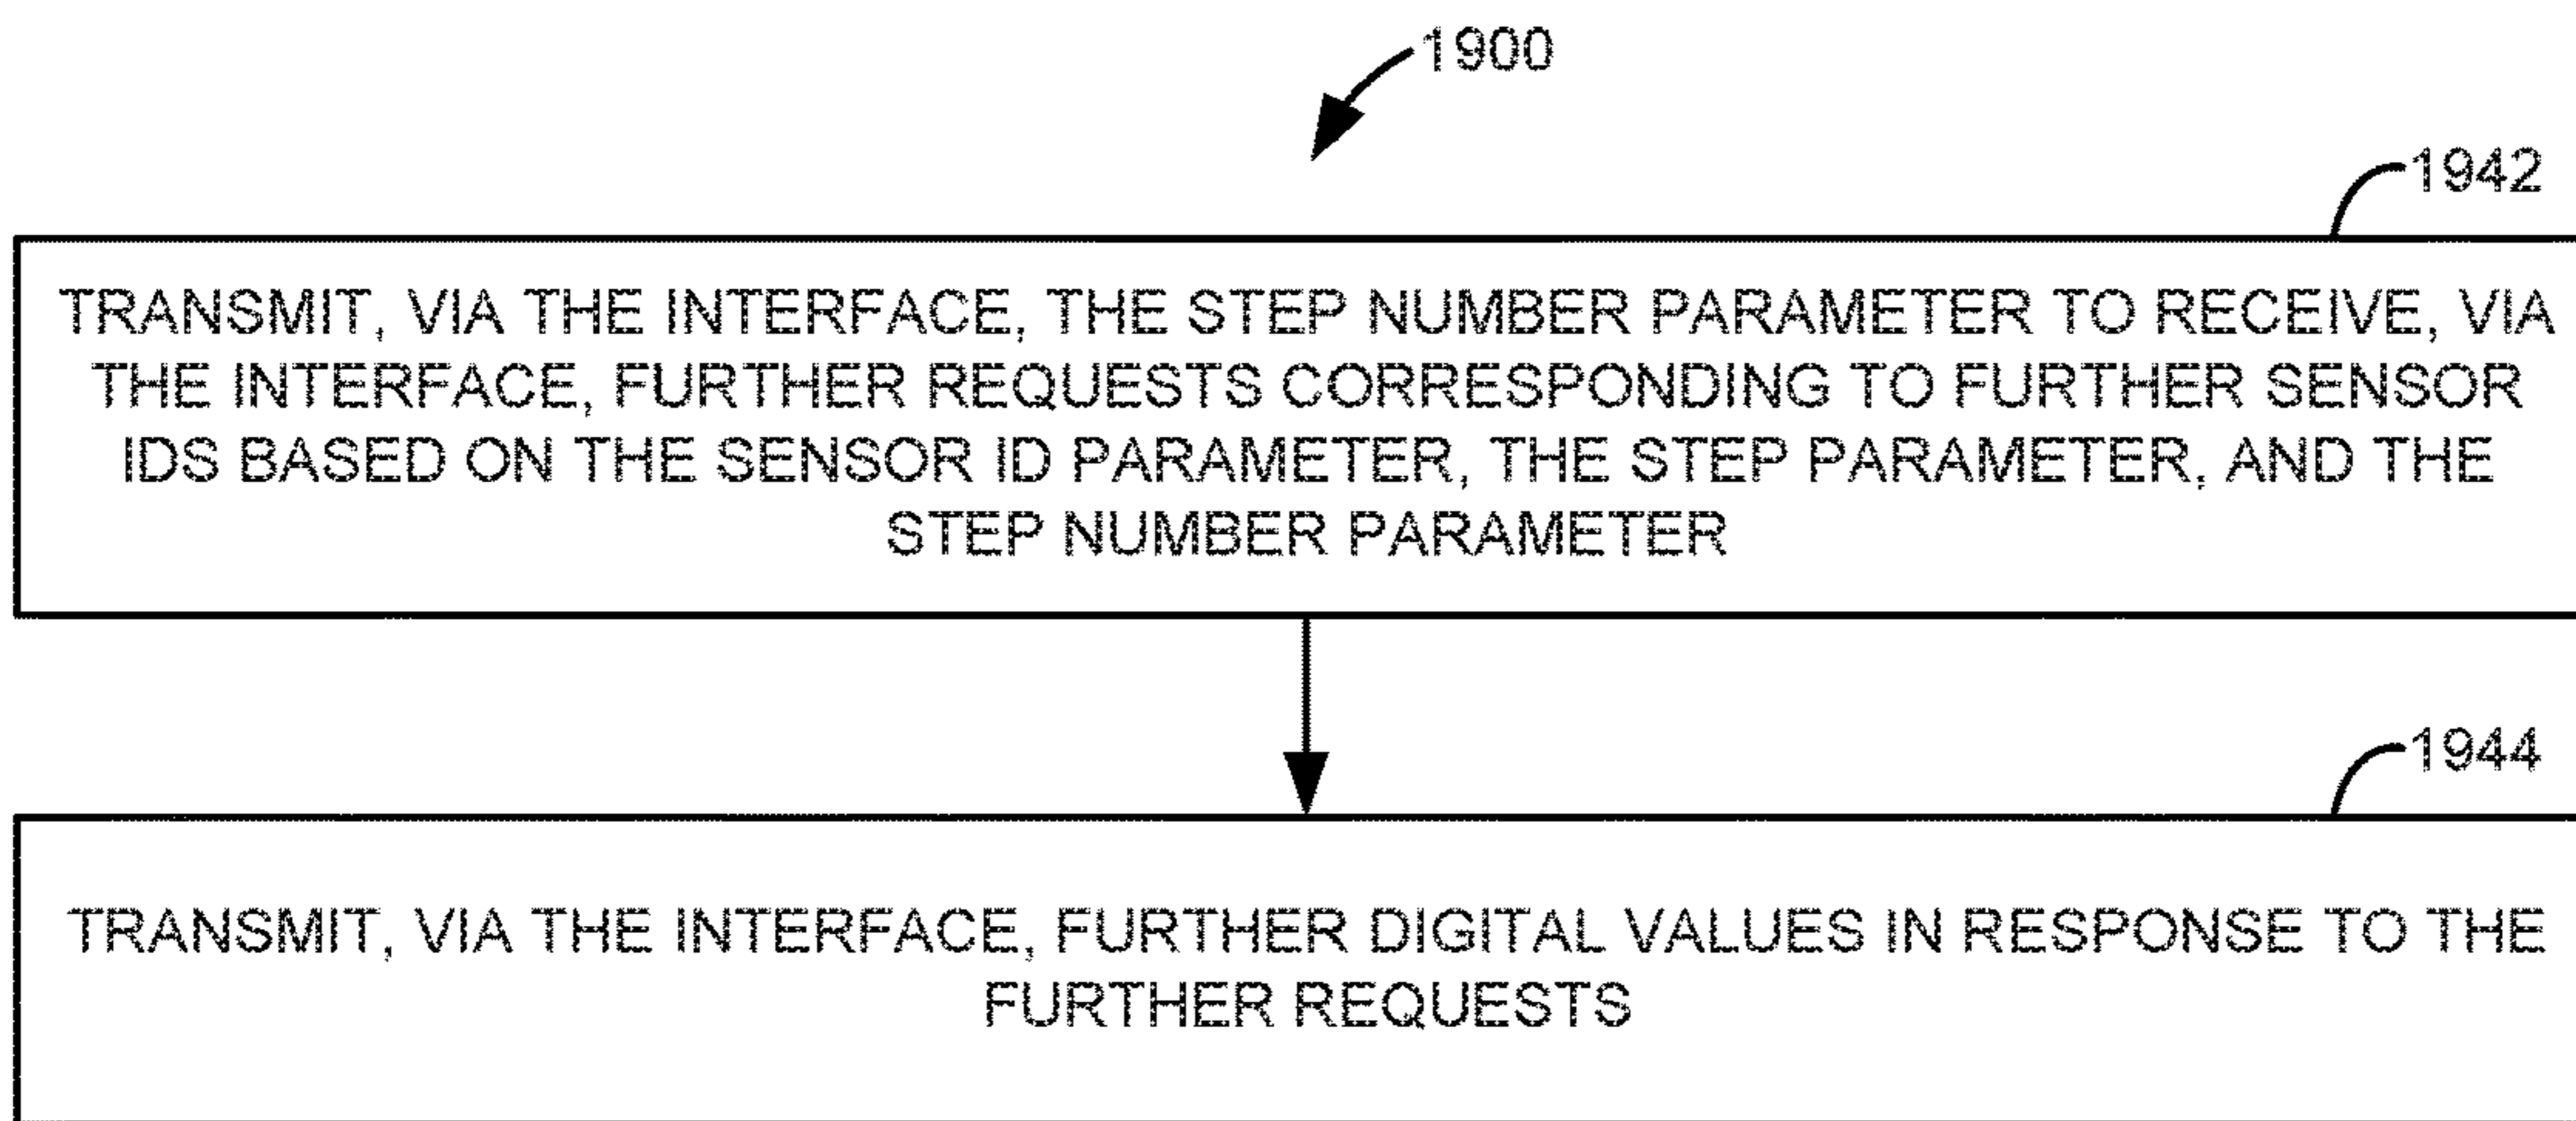 1900
1942
TRANSMIT, VIA THE INTERFACE, THE STEP NUMBER PARAMETER TO RECEIVE, VIA
THE INTERFACE, FURTHER REQUESTS CORRESPONDING TO FURTHER SENSOR
IDS BASED ON THE SENSOR ID PARAMETER, THE STEP PARAMETER, AND THE
STEP NUMBER PARAMETER
1944
TRANSMIT, VIA THE INTERFACE, FURTHER DIGITAL VALUES IN RESPONSE TO THE
FURTHER REQUESTS